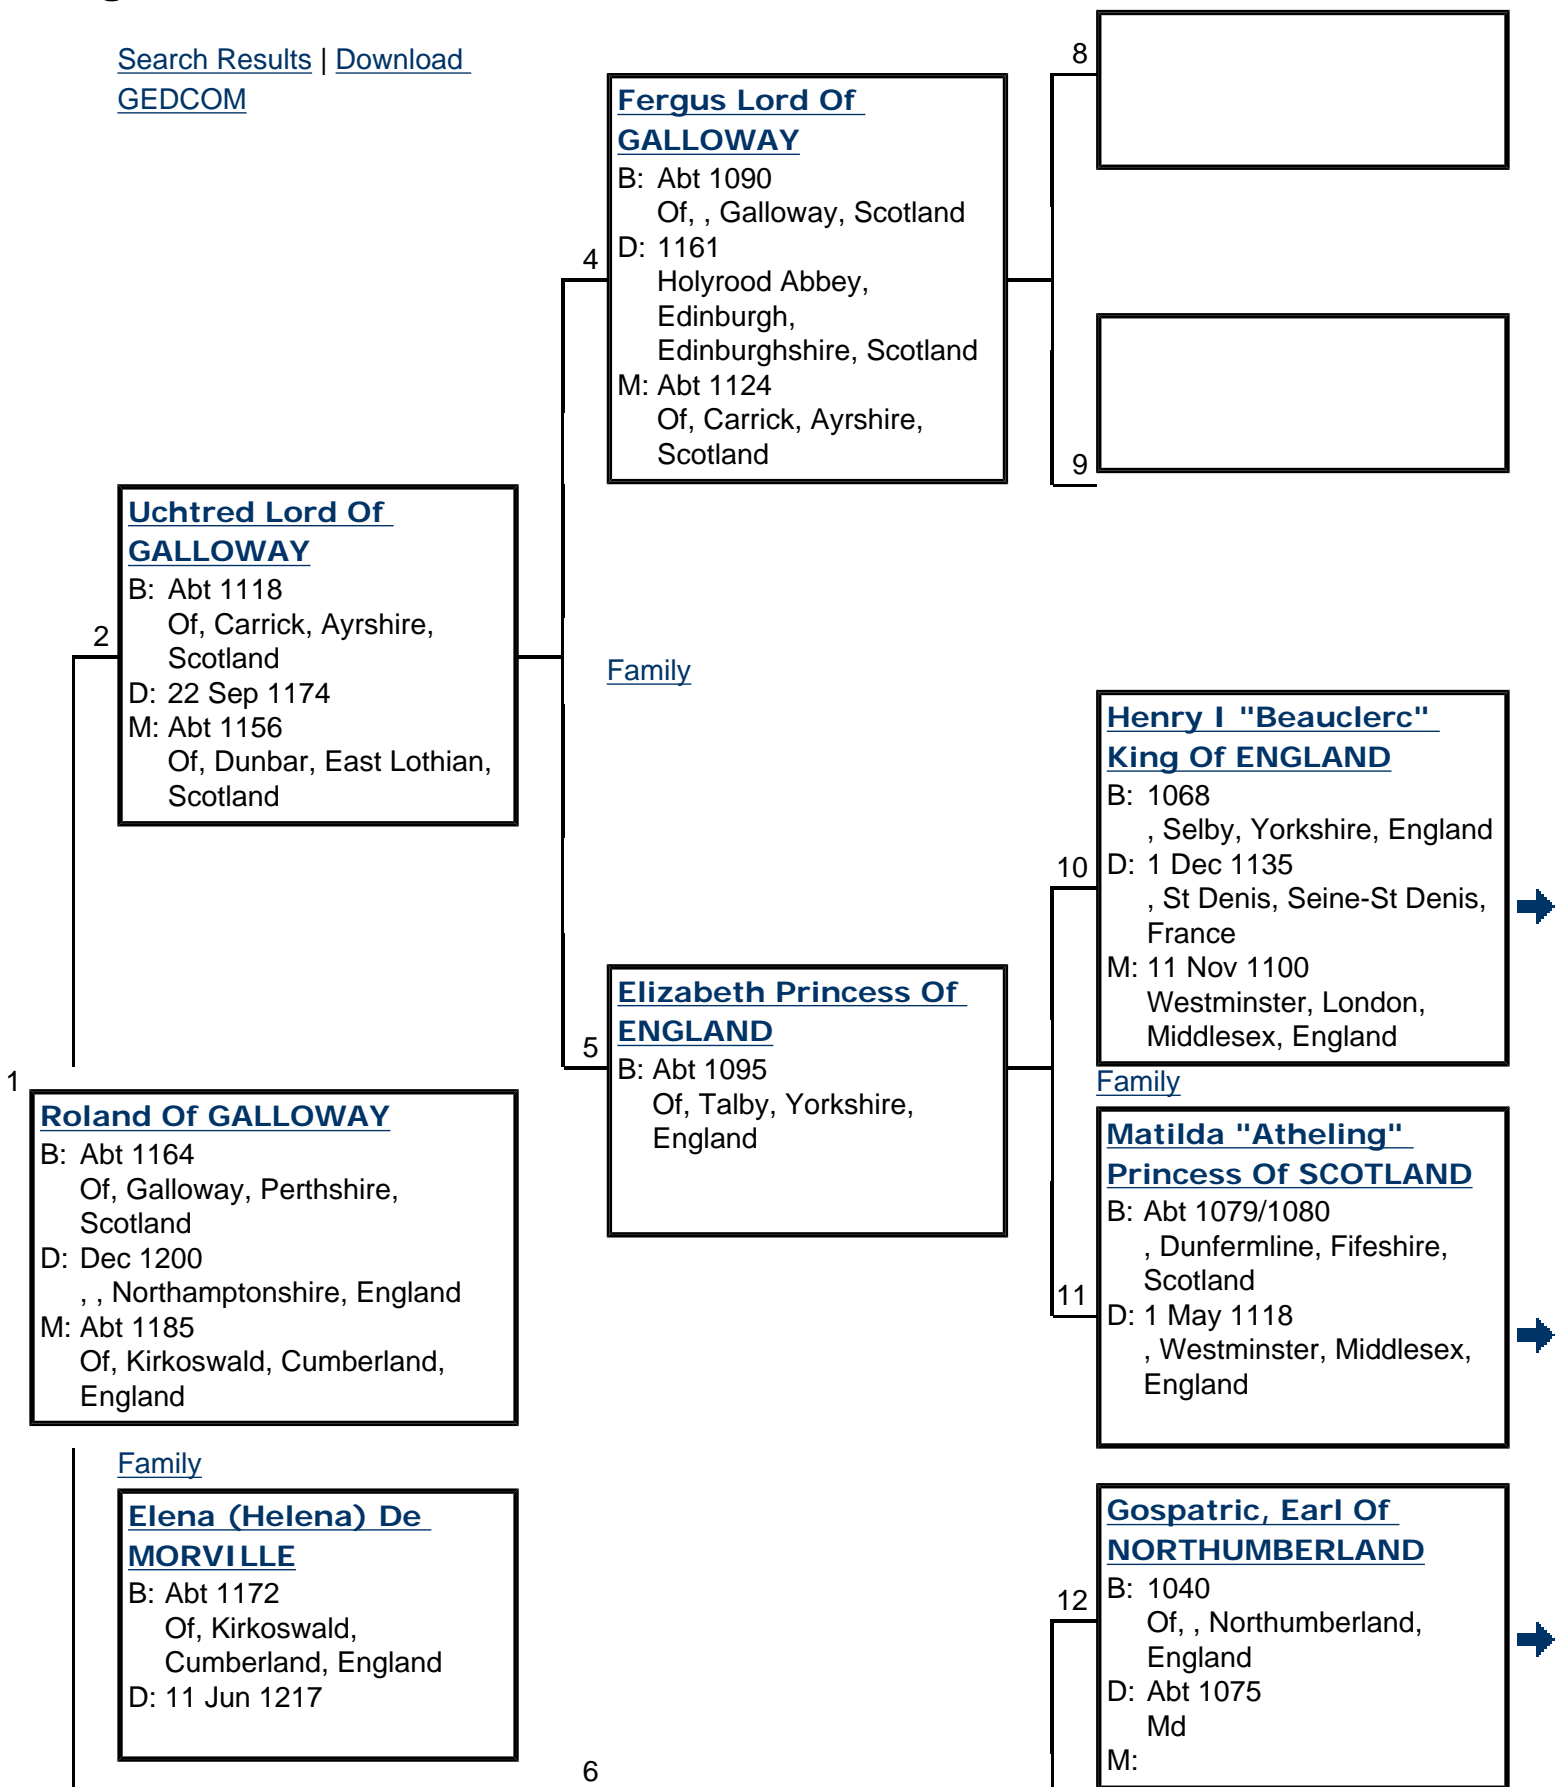 Search Results | Download
GEDCOM
8
Fergus Lord Of
GALLOWAY
B: Abt 1090
Of, , Galloway, Scotland
D: 1161
Holyrood Abbey,
Edinburgh,
Edinburghshire, Scotland
M: Abt 1124
Of, Carrick, Ayrshire,
Scotland
4
9
Uchtred Lord Of
GALLOWAY
B: Abt 1118
Of, Carrick, Ayrshire,
Scotland
D: 22 Sep 1174
M: Abt 1156
Of, Dunbar, East Lothian,
Scotland
2
Family
Henry I "Beauclerc"
King Of ENGLAND
B: 1068
, Selby, Yorkshire, England
D: 1 Dec 1135
, St Denis, Seine-St Denis,
France
M: 11 Nov 1100
Westminster, London,
Middlesex, England
10
Elizabeth Princess Of
ENGLAND
B: Abt 1095
Of, Talby, Yorkshire,
England
5
1
Family
Roland Of GALLOWAY
B: Abt 1164
Of, Galloway, Perthshire,
Scotland
D: Dec 1200
, , Northamptonshire, England
M: Abt 1185
Of, Kirkoswald, Cumberland,
England
Matilda "Atheling"
Princess Of SCOTLAND
B: Abt 1079/1080
, Dunfermline, Fifeshire,
Scotland
D: 1 May 1118
, Westminster, Middlesex,
England
11
Family
Elena (Helena) De
MORVILLE
B: Abt 1172
Of, Kirkoswald,
Cumberland, England
D: 11 Jun 1217
Gospatric, Earl Of
NORTHUMBERLAND
B: 1040
Of, , Northumberland,
England
D: Abt 1075
Md
M:
12
6